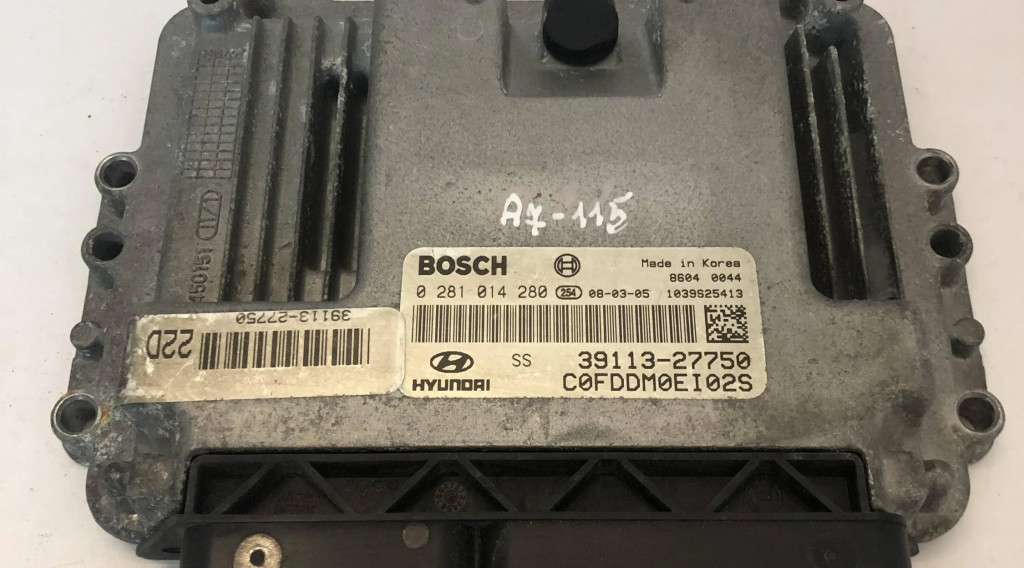 A7-115
BOSCH
Made in Korea
8604 0044
0 281 014 280 254 08-03-05 1039S25413
HYUNDAI SS 39113-27750
C0FDDM0EI02S
39113-27750
22D
450151